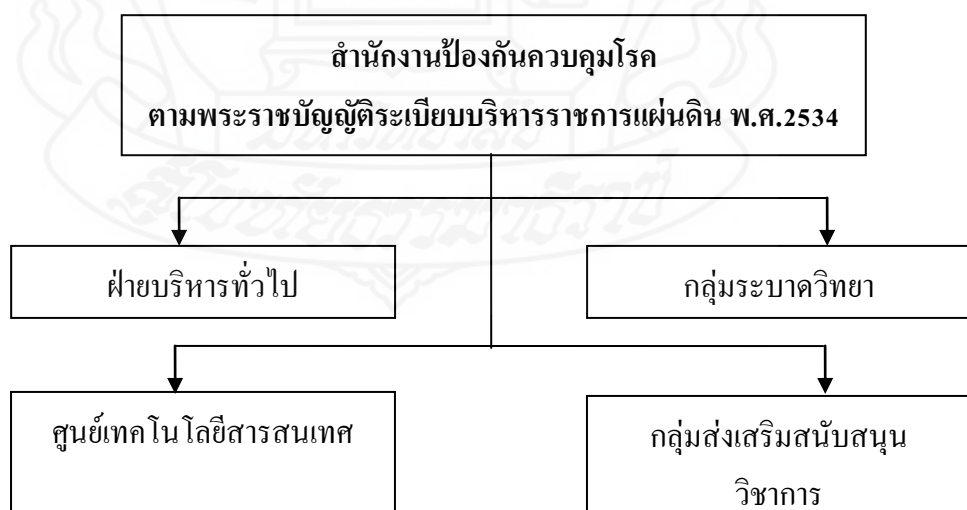 สำนักงานป้องกันควบคุมโรค
ตามพระราชบัญญัติระเบียบบริหารราชการแผ่นดิน พ.ศ.2534
ฝ่ายบริหารทั่วไป
กลุ่มระบาดวิทยา
ศูนย์เทคโนโลยีสารสนเทศ
กลุ่มส่งเสริมสนับสนุน
วิชาการ